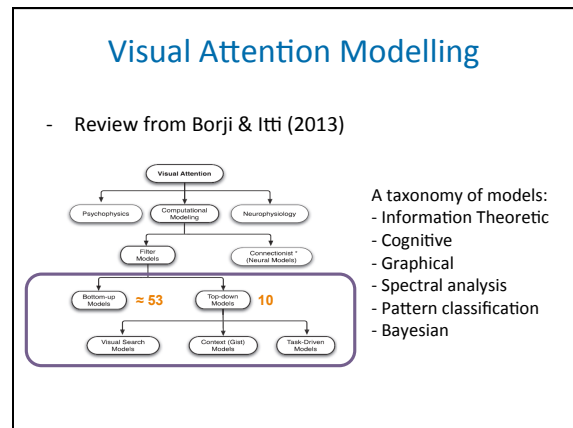 Visual Attention Modelling
- Review from Borji & Itti (2013)
Visual Attention
Psychophysics
Computational
Modeling
Neurophysiology
Filter
Models
Connectionist *
(Neural Models)
Bottom-up
Models
≈ 53
Top-down
Models
10
Visual Search
Models
Context (Gist)
Models
Task-Driven
Models
A taxonomy of models:
- Information Theoretic
- Cognitive
- Graphical
- Spectral analysis
- Pattern classification
- Bayesian